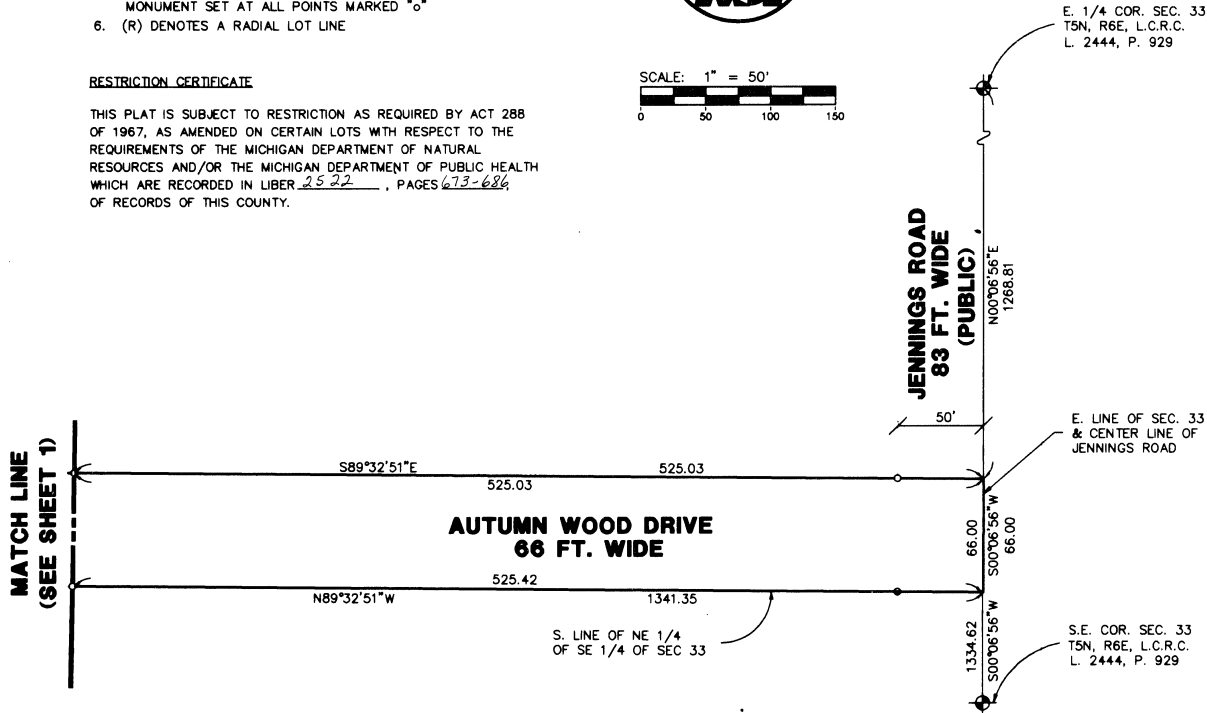 MONUMENT SET AT ALL POINTS MARKED "o"
6. (R) DENOTES A RADIAL LOT LINE
RESTRICTION CERTIFICATE
THIS PLAT IS SUBJECT TO RESTRICTION AS REQUIRED BY ACT 288
OF 1967, AS AMENDED ON CERTAIN LOTS WITH RESPECT TO THE
REQUIREMENTS OF THE MICHIGAN DEPARTMENT OF NATURAL
RESOURCES AND/OR THE MICHIGAN DEPARTMENT OF PUBLIC HEALTH
WHICH ARE RECORDED IN LIBER 2522, PAGES 673-686,
OF RECORDS OF THIS COUNTY.
SCALE: 1" = 50'
0 50 100 150
E. 1/4 COR. SEC. 33
T5N, R6E, L.C.R.C.
L. 2444, P. 929
JENNINGS ROAD
83 FT. WIDE
(PUBLIC)
N00°06'56"E
1268.81
50'
E. LINE OF SEC. 33
& CENTER LINE OF
JENNINGS ROAD
MATCH LINE
(SEE SHEET 1)
S89°32'51"E 525.03
525.03
AUTUMN WOOD DRIVE
66 FT. WIDE
66.00
S00°06'56"W
66.00
525.42
N89°32'51"W 1341.35
S. LINE OF NE 1/4
OF SE 1/4 OF SEC 33
1334.62
S00°06'56"W
S.E. COR. SEC. 33
T5N, R6E, L.C.R.C.
L. 2444, P. 929